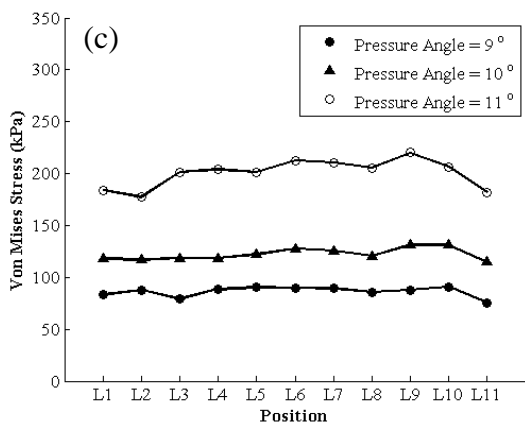 (c)
Pressure Angle = 9°
Pressure Angle = 10°
Pressure Angle = 11°
Von Mises Stress (kPa)
350
300
250
200
150
100
50
0
L1 L2 L3 L4 L5 L6 L7 L8 L9 L10 L11
Position